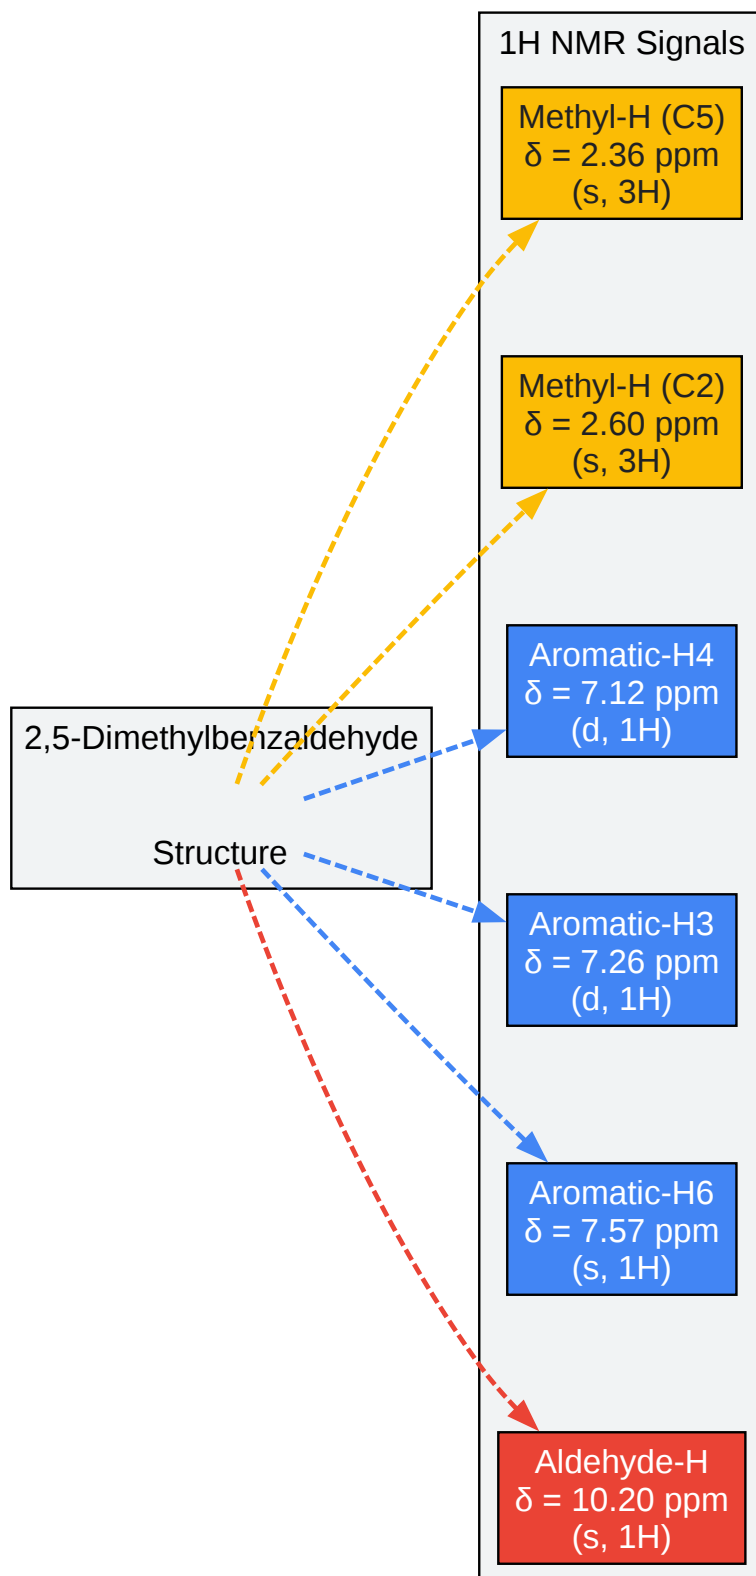 1H NMR Signals
Methyl-H (C5)
δ = 2.36 ppm
(s, 3H)
Methyl-H (C2)
δ = 2.60 ppm
(s, 3H)
Aromatic-H4
δ = 7.12 ppm
(d, 1H)
2,5-Dimethylbenzaldehyde
Structure
Aromatic-H3
δ = 7.26 ppm
(d, 1H)
Aromatic-H6
δ = 7.57 ppm
(s, 1H)
Aldehyde-H
δ = 10.20 ppm
(s, 1H)